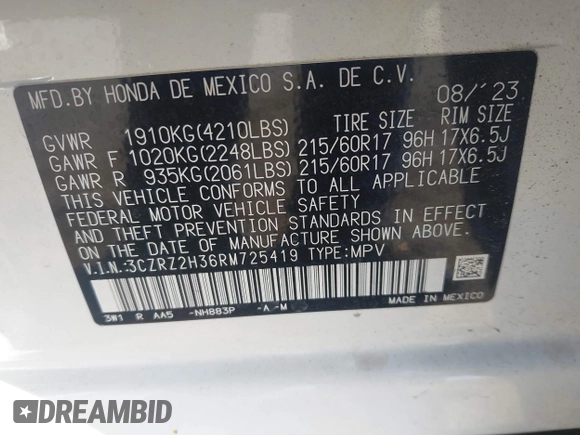 MFD.BY HONDA DE MEXICO S.A. DE C.V. 08/'23
TIRE SIZE RIM SIZE
GVWR 1910KG(4210LBS)
GAWR F 1020KG(2248LBS) 215/60R17 96H 17X6.5J
GAWR R 935KG(2061LBS) 215/60R17 96H 17X6.5J
THIS VEHICLE CONFORMS TO ALL APPLICABLE
FEDERAL MOTOR VEHICLE SAFETY
AND THEFT PREVENTION STANDARDS IN EFFECT
ON THE DATE OF MANUFACTURE SHOWN ABOVE.
V.I.N.:3CZRZ2H36RM725419 TYPE:MPV
3W1 R AA5 -NH883P -A -M MADE IN MEXICO
DREAMBID